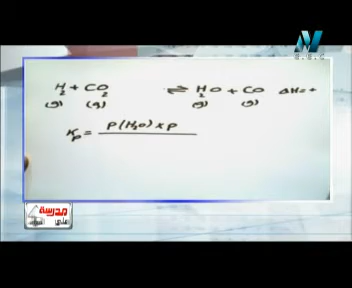 H₂ + CO₂ ⇌ H₂O + CO ΔH= +
(g) (g) (g) (g)
Kp = P(H₂O) × P
مدرسة